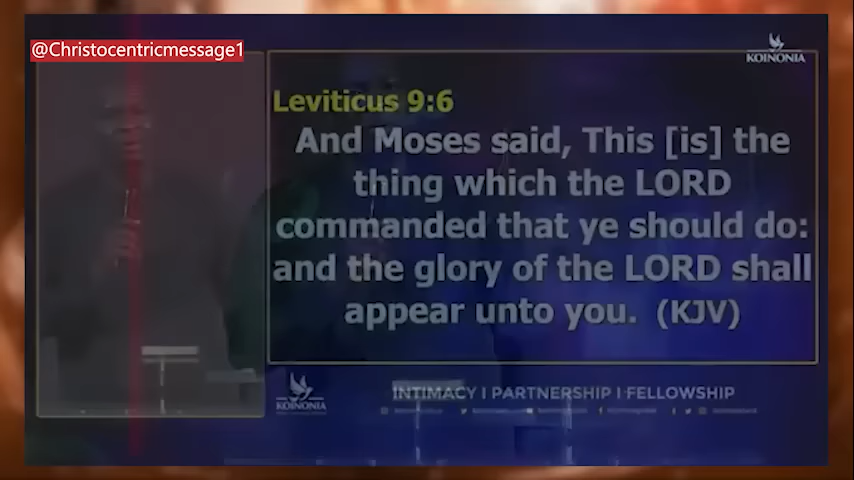 @Christocentricmessage1
KOINONIA
Leviticus 9:6
And Moses said, This [is] the
thing which the LORD
commanded that ye should do:
and the glory of the LORD shall
appear unto you. (KJV)
KOINONIA
INTIMACY I PARTNERSHIP I FELLOWSHIP